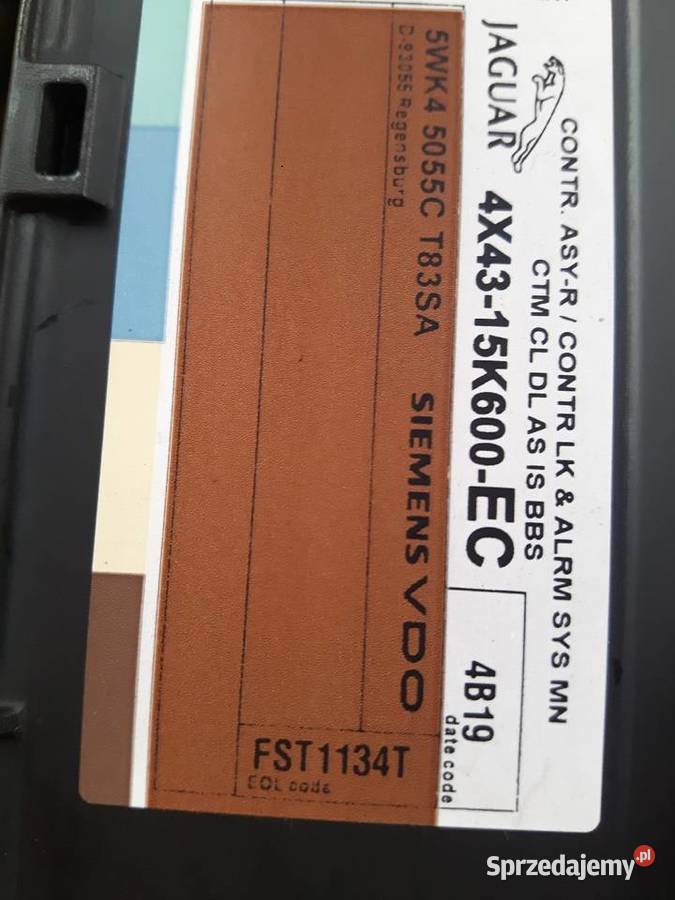 CONTR. ASY-R / CONTR LK & ALRM SYS MN
CTM CL DL AS IS BBS
JAGUAR 4X43-15K600-EC
4B19
date code
5WK4 5055C T83SA SIEMENS VDO
D-93055 Regensburg
FST1134T
EOL code
Sprzedajemy.pl